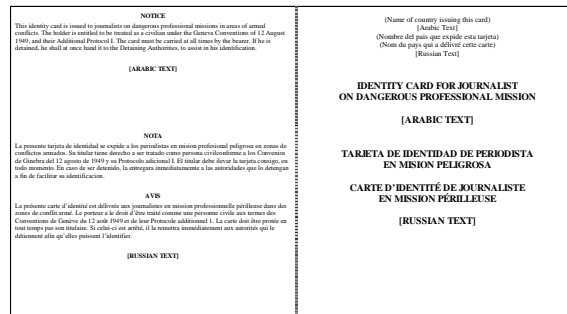 NOTICE
This identity card is issued to journalists on dangerous professional missions in areas of armed
conflicts. The holder is entitled to be treated as a civilian under the Geneva Conventions of 12 August
1949, and their Additional Protocol I. The card must be carried at all times by the bearer. If he is
detained, he shall at once hand it to the Detaining Authorities, to assist in his identification.
[ARABIC TEXT]
NOTA
La presente tarjeta de identidad se expide a los periodistas en mision profesional peligrosa en zonas de
conflictos armados. Su titular tiene derecho a ser tratado como persona civilconforme a los Convenios
de Ginebra del 12 agosto de 1949 y su Protocolo adicional I. El titular debe ilevar la tarjeta consigo, en
todo momento. En caso de ser detenido, la entregara inmediatamente a las autoridades que lo detengan
a fin de facilitar su identificacion.
AVIS
La présente carte d'identité est délivrée aux journalistes en mission professionnelle périlleuse dans des
zones de conflit armé. Le porteur a le droit d'être traité comme une personne civile aux termes des
Conventions de Genève du 12 août 1949 et de leur Protocole additionnel 1. La carte doit être protée en
tout temps pas son titulaire. Si celui-ci est arrêté, il la remettra immédiatement aux autorités qui le
détiennent afin qu'elles puissent l'identifier.
[RUSSIAN TEXT]
(Name of country issuing this card)
[Arabic Text]
(Nombre del pais que expide esta tarjeta)
(Nom du pays qui a délivré cette carte)
[Russian Text]
IDENTITY CARD FOR JOURNALIST
ON DANGEROUS PROFESSIONAL MISSION
[ARABIC TEXT]
TARJETA DE IDENTIDAD DE PERIODISTA
EN MISION PELIGROSA
CARTE D'IDENTITÉ DE JOURNALISTE
EN MISSION PÉRILLEUSE
[RUSSIAN TEXT]